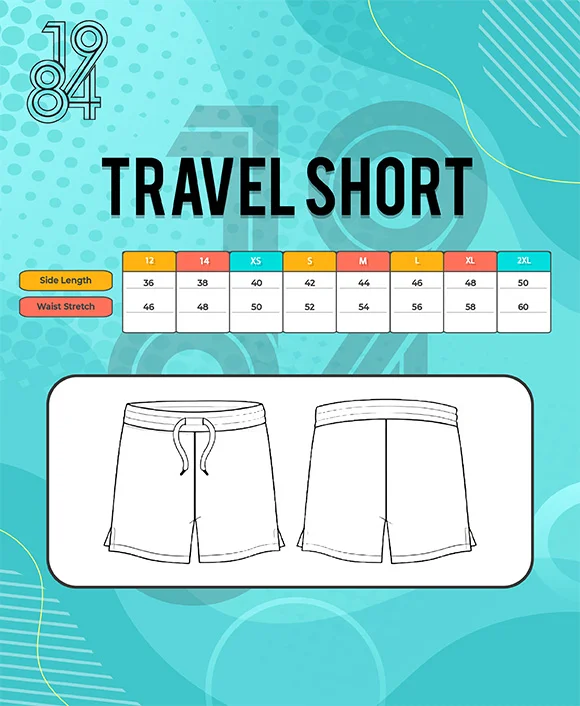 1984
1984
TRAVEL SHORT
12 14 XS S M L XL 2XL
Side Length 36 38 40 42 44 46 48 50
Waist Stretch 46 48 50 52 54 56 58 60